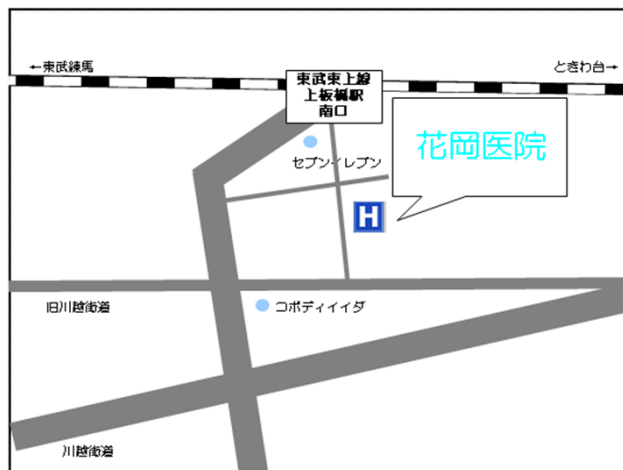 ←東武練馬
ときわ台→
東武東上線
上板橋駅
南口
花岡医院
セブンイレブン
H
旧川越街道
コボディイイダ
川越街道